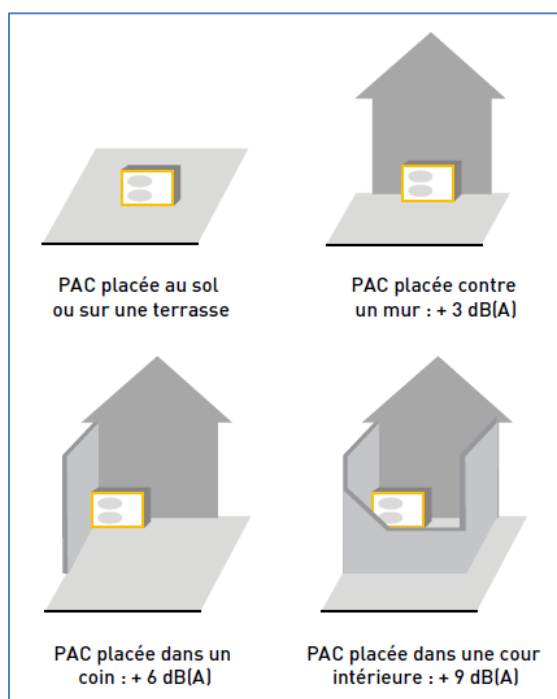 PAC placée au sol
ou sur une terrasse
PAC placée contre
un mur : + 3 dB(A)
PAC placée dans un
coin : + 6 dB(A)
PAC placée dans une cour
intérieure : + 9 dB(A)